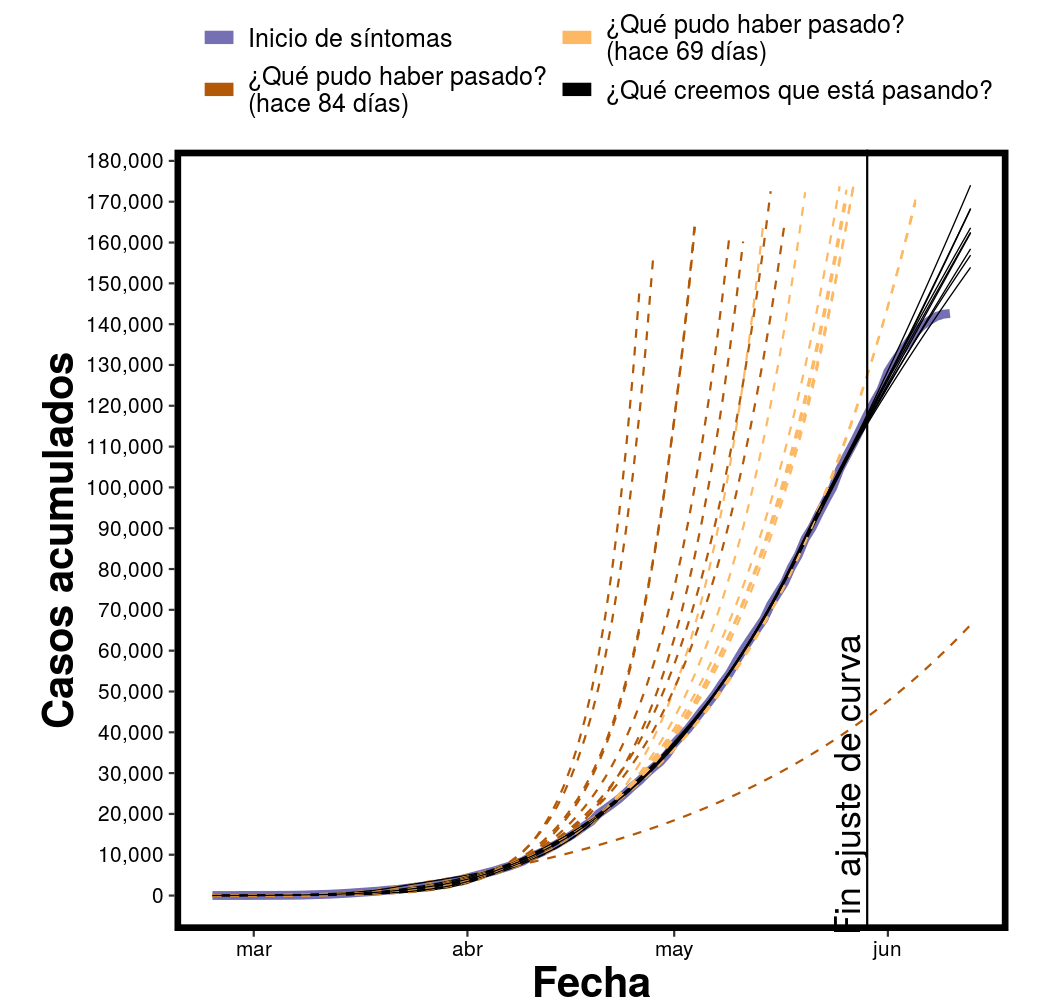 Inicio de síntomas
¿Qué pudo haber pasado?
(hace 84 días)
¿Qué pudo haber pasado?
(hace 69 días)
¿Qué creemos que está pasando?
180,000
170,000
160,000
150,000
140,000
130,000
120,000
110,000
100,000
90,000
80,000
70,000
60,000
50,000
40,000
30,000
20,000
10,000
0
Casos acumulados
Fin ajuste de curva
mar
abr
may
jun
Fecha